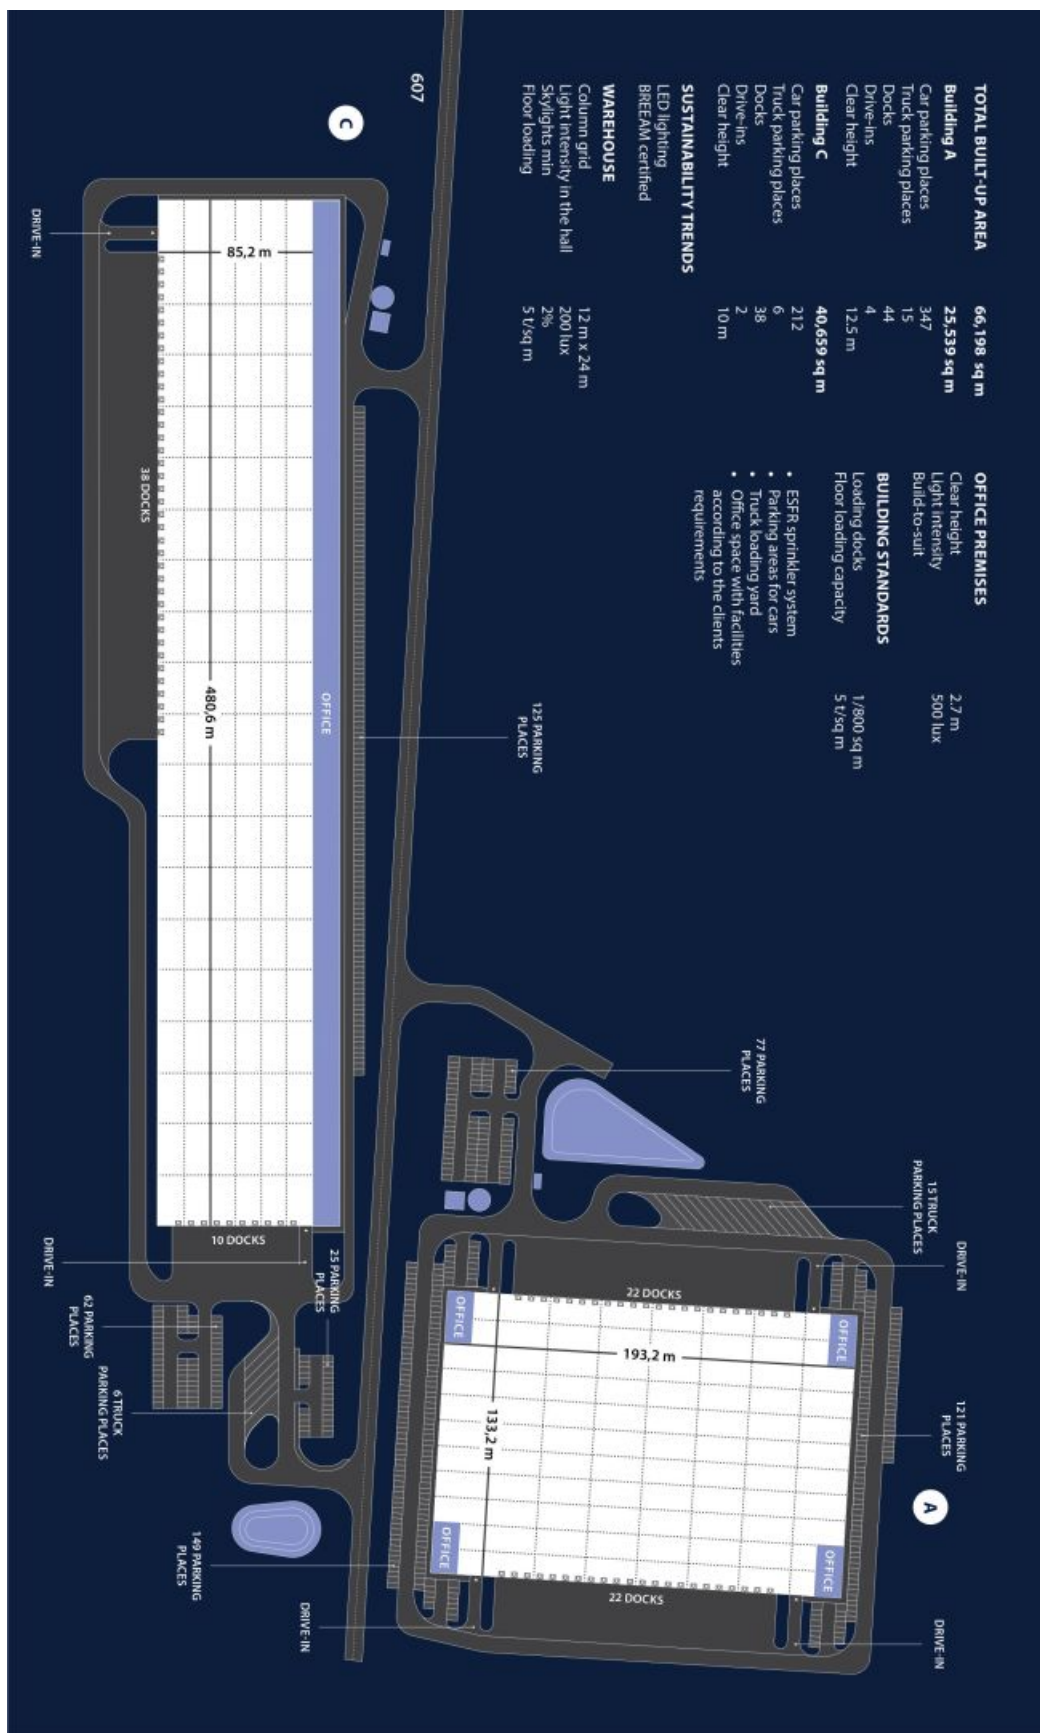 TOTAL BUILT-UP AREA 66,198 sq m
Building A 25,539 sq m
Car parking places 347
Truck parking places 15
Docks 44
Drive-ins 4
Clear height 12.5 m
Building C 40,659 sq m
Car parking places 212
Truck parking places 6
Docks 38
Drive-ins 2
Clear height 10 m
SUSTAINABILITY TRENDS
LED lighting
BREEAM certified
WAREHOUSE
Column grid 12 m x 24 m
Light intensity in the hall 200 lux
Skylights min 2%
Floor loading 5 t/sq m
OFFICE PREMISES
Clear height 2.7 m
Light intensity 500 lux
Build-to-suit
BUILDING STANDARDS
Loading docks 1/800 sq m
Floor loading capacity 5 t/sq m
• ESFR sprinkler system
• Parking areas for cars
• Truck loading yard
• Office space with facilities
according to the clients
requirements
15 TRUCK
PARKING PLACES
DRIVE-IN
121 PARKING
PLACES
A
DRIVE-IN
77 PARKING
PLACES
22 DOCKS
OFFICE
OFFICE
193,2 m
133,2 m
OFFICE
OFFICE
22 DOCKS
125 PARKING
PLACES
607
C
OFFICE
85,2 m
480,6 m
38 DOCKS
DRIVE-IN
10 DOCKS
25 PARKING
PLACES
DRIVE-IN
62 PARKING
PLACES
6 TRUCK
PARKING PLACES
149 PARKING
PLACES
DRIVE-IN